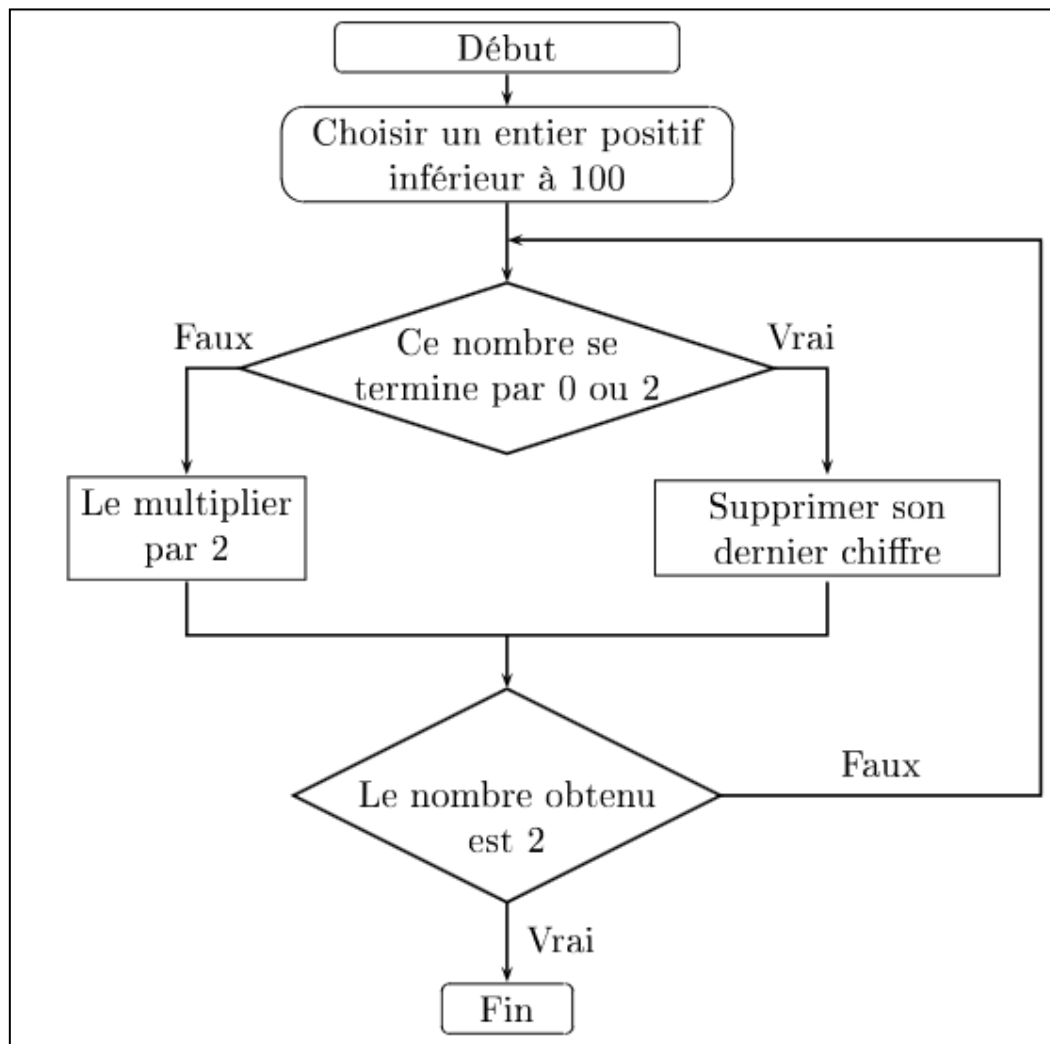 Début
Choisir un entier positif
inférieur à 100
Faux
Ce nombre se
termine par 0 ou 2
Vrai
Le multiplier
par 2
Supprimer son
dernier chiffre
Le nombre obtenu
est 2
Faux
Vrai
Fin